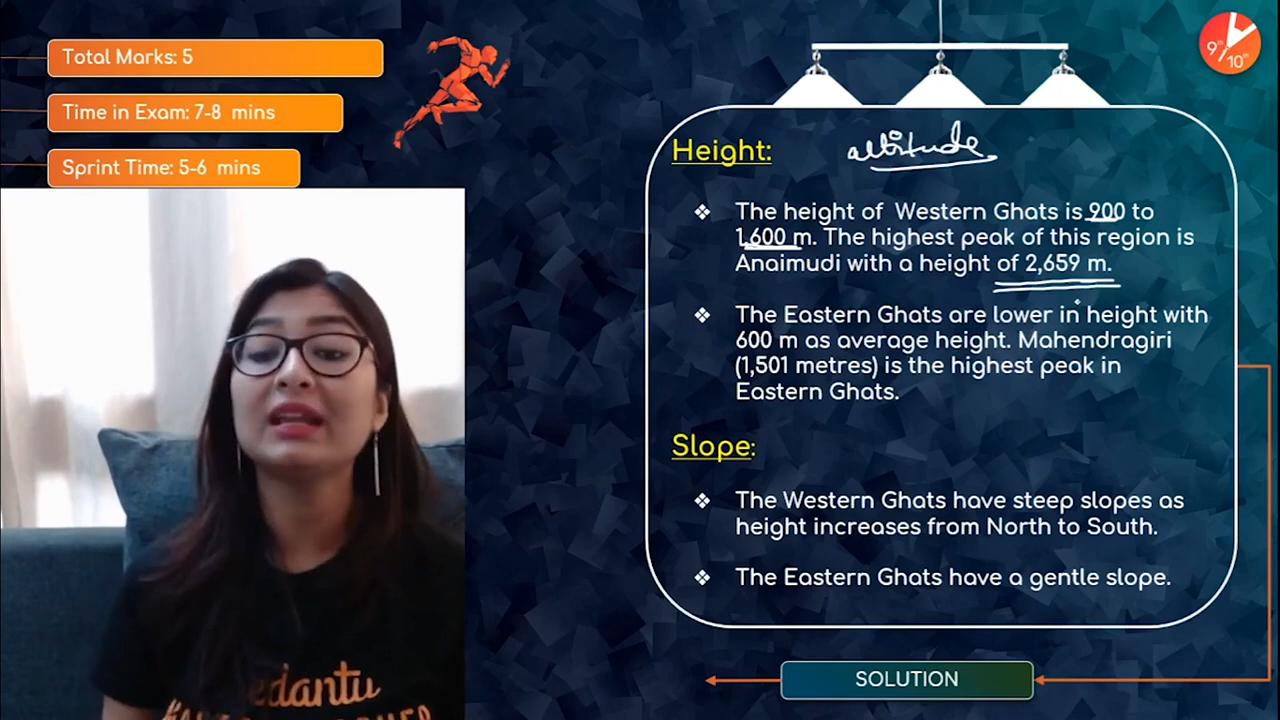 Total Marks: 5
Time in Exam: 7-8 mins
Sprint Time: 5-6 mins
9th
10th
Height:
altitude
❖ The height of Western Ghats is 900 to
1,600 m. The highest peak of this region is
Anaimudi with a height of 2,659 m.
❖ The Eastern Ghats are lower in height with
600 m as average height. Mahendragiri
(1,501 metres) is the highest peak in
Eastern Ghats.
Slope:
❖ The Western Ghats have steep slopes as
height increases from North to South.
❖ The Eastern Ghats have a gentle slope.
SOLUTION
edantu